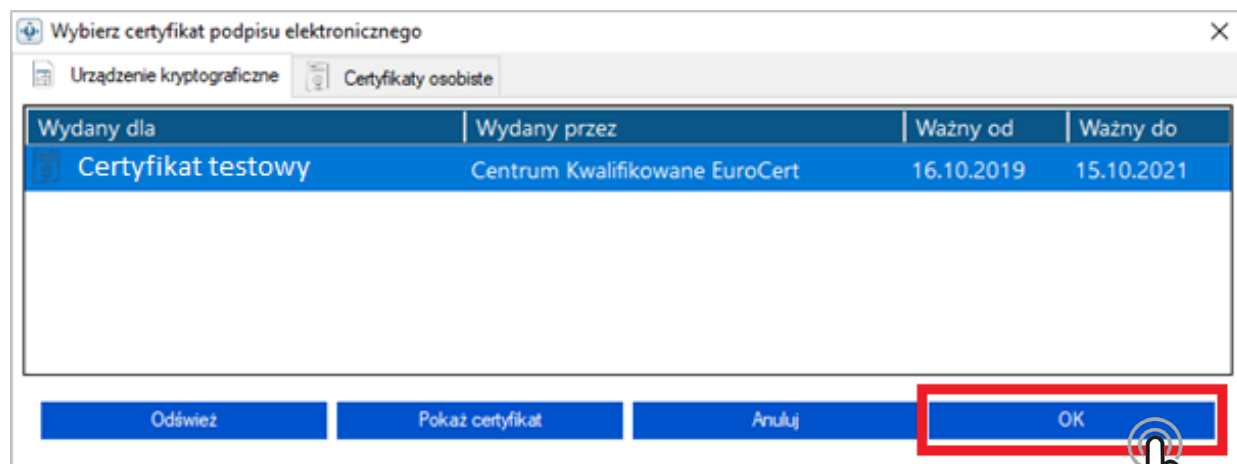 Wybierz certyfikat podpisu elektronicznego
Urządzenie kryptograficzne Certyfikaty osobiste
Wydany dla Wydany przez Ważny od Ważny do
Certyfikat testowy Centrum Kwalifikowane EuroCert 16.10.2019 15.10.2021
Odśwież Pokaż certyfikat Anuluj OK